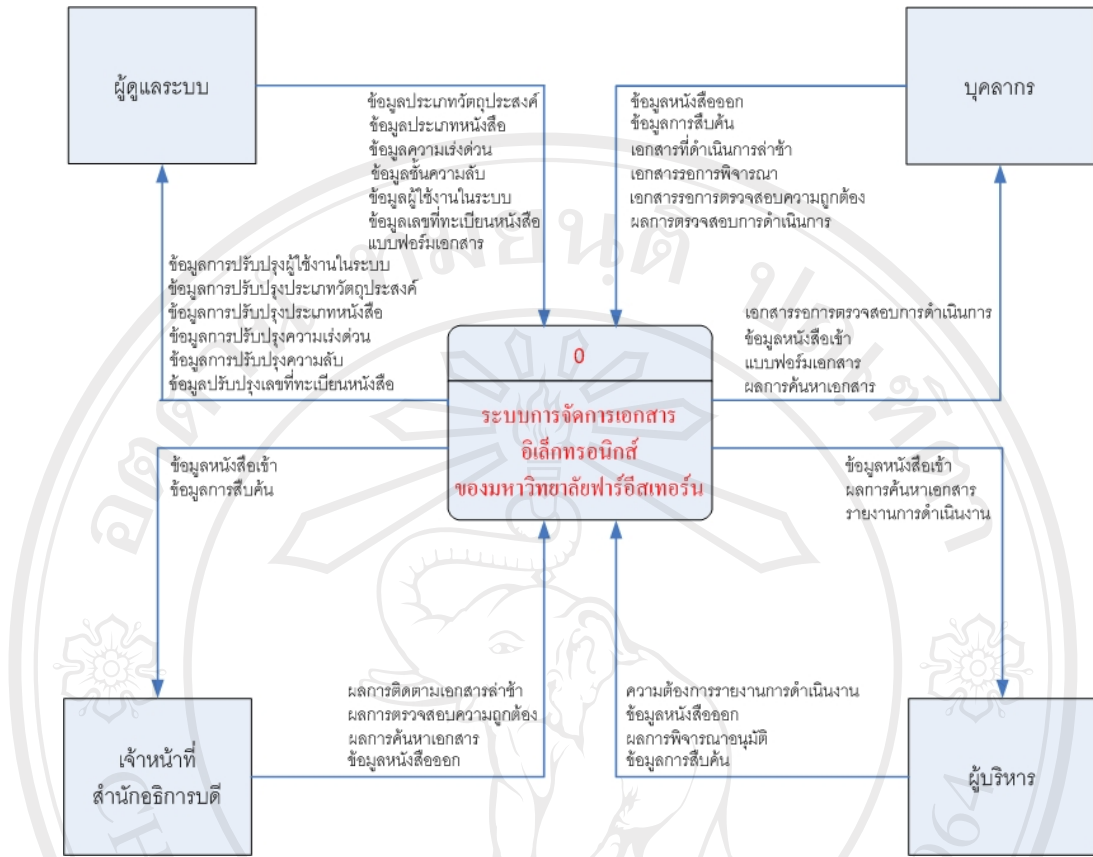 ผู้ดูแลระบบ
บุคลากร
ข้อมูลประเภทวัตถุประสงค์
ข้อมูลประเภทหนังสือ
ข้อมูลความเร่งด่วน
ข้อมูลชั้นความลับ
ข้อมูลผู้ใช้งานในระบบ
ข้อมูลเลขที่ทะเบียนหนังสือ
แบบฟอร์มเอกสาร
ข้อมูลหนังสือออก
ข้อมูลการสืบค้น
เอกสารที่ดำเนินการล่าช้า
เอกสารรอการพิจารณา
เอกสารรอการตรวจสอบความถูกต้อง
ผลการตรวจสอบการดำเนินการ
ข้อมูลการปรับปรุงผู้ใช้งานในระบบ
ข้อมูลการปรับปรุงประเภทวัตถุประสงค์
ข้อมูลการปรับปรุงประเภทหนังสือ
ข้อมูลการปรับปรุงความเร่งด่วน
ข้อมูลการปรับปรุงความลับ
ข้อมูลปรับปรุงเลขที่ทะเบียนหนังสือ
เอกสารรอการตรวจสอบการดำเนินการ
ข้อมูลหนังสือเข้า
แบบฟอร์มเอกสาร
ผลการค้นหาเอกสาร
0
ระบบการจัดการเอกสาร
อิเล็กทรอนิกส์
ของมหาวิทยาลัยฟาร์อีสเทอร์น
ข้อมูลหนังสือเข้า
ข้อมูลการสืบค้น
ข้อมูลหนังสือเข้า
ผลการค้นหาเอกสาร
รายงานการดำเนินงาน
ผลการติดตามเอกสารล่าช้า
ผลการตรวจสอบความถูกต้อง
ผลการค้นหาเอกสาร
ข้อมูลหนังสือออก
ความต้องการรายงานการดำเนินงาน
ข้อมูลหนังสือออก
ผลการพิจารณาอนุมัติ
ข้อมูลการสืบค้น
เจ้าหน้าที่
สำนักอธิการบดี
ผู้บริหาร